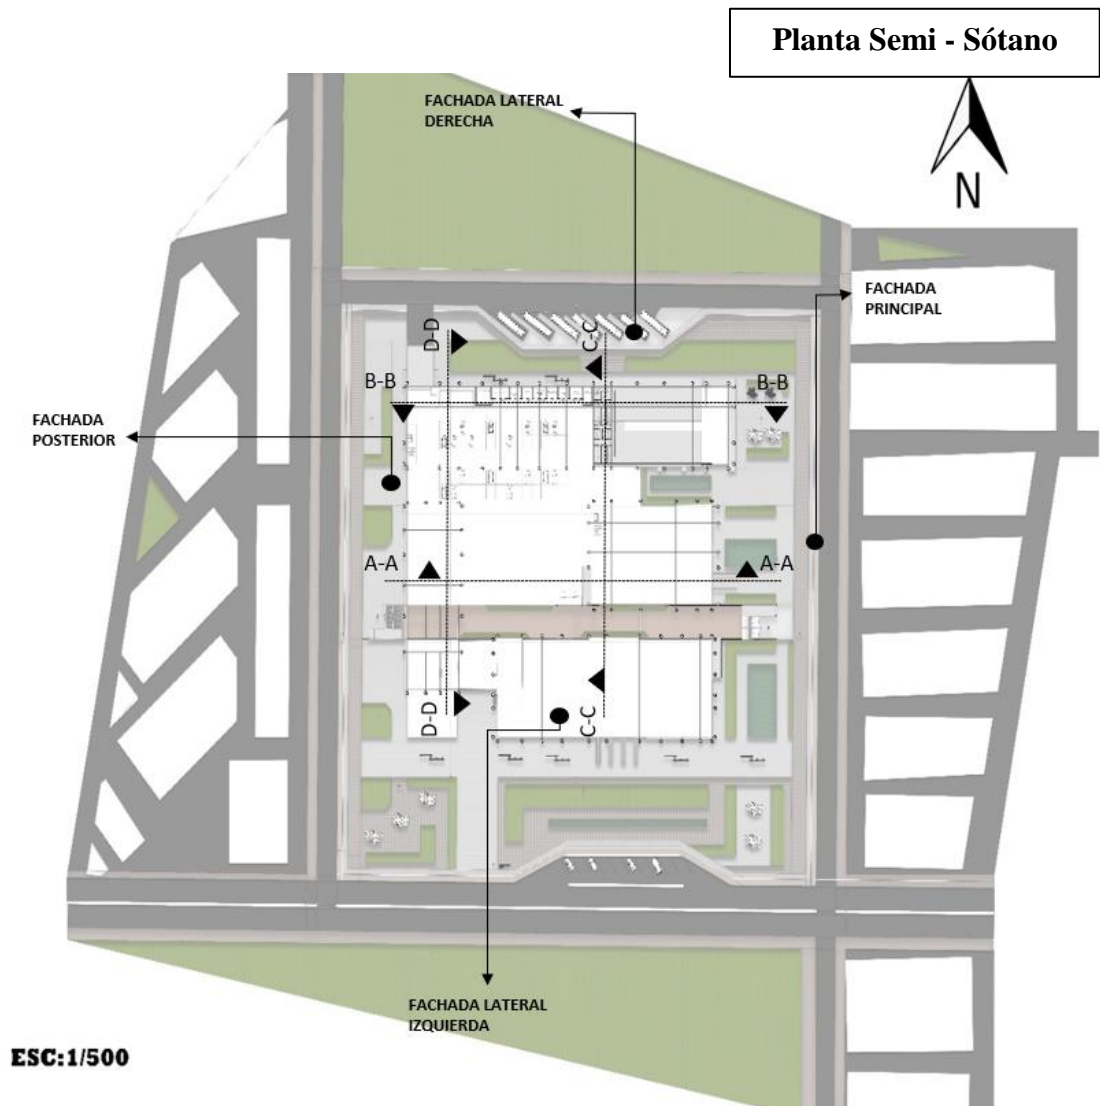 Planta Semi - Sótano
FACHADA LATERAL
DERECHA
N
FACHADA
PRINCIPAL
D-D
C-C
B-B
B-B
FACHADA
POSTERIOR
A-A
A-A
D-D
C-C
FACHADA LATERAL
IZQUIERDA
ESC:1/500